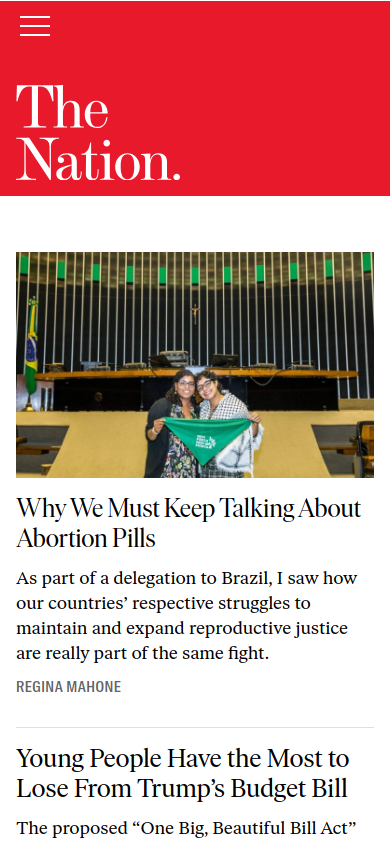 The
Nation.
Why We Must Keep Talking About
Abortion Pills
As part of a delegation to Brazil, I saw how
our countries’ respective struggles to
maintain and expand reproductive justice
are really part of the same fight.
REGINA MAHONE
Young People Have the Most to
Lose From Trump’s Budget Bill
The proposed “One Big, Beautiful Bill Act”